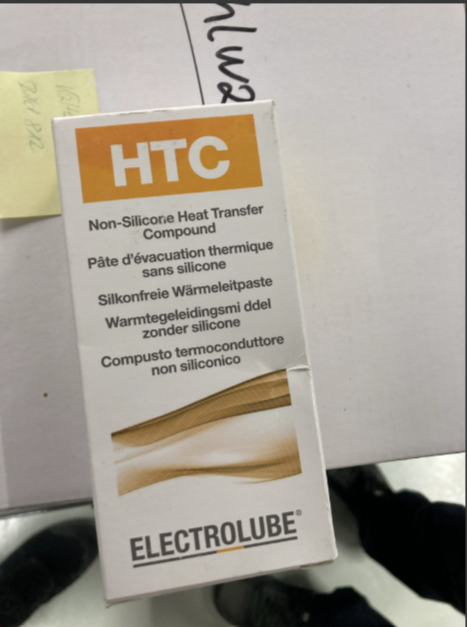 HTC
Non-Silicone Heat Transfer
Compound
Pâte d'évacuation thermique
sans silicone
Silkonfreie Wärmeleitpaste
Warmtegeleidingsmi ddel
zonder silicone
Compusto termoconduttore
non siliconico
ELECTROLUBE®